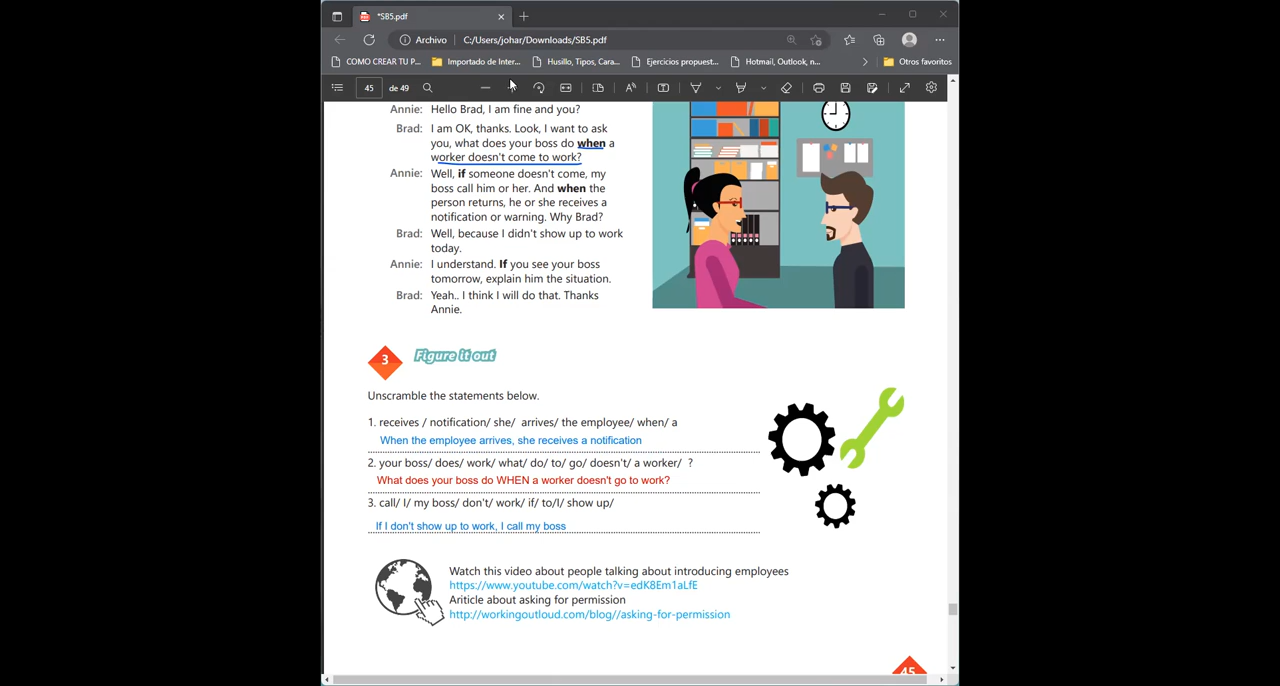 *SB5.pdf
Archivo C:/Users/johar/Downloads/SB5.pdf
COMO CREAR TU P... Importado de Inter... Husillo, Tipos, Cara... Ejercicios propuest... Hotmail, Outlook, n... Otros favoritos
45 de 49
Annie: Hello Brad, I am fine and you?
Brad: I am OK, thanks. Look, I want to ask
you, what does your boss do when a
worker doesn't come to work?
Annie: Well, if someone doesn't come, my
boss call him or her. And when the
person returns, he or she receives a
notification or warning. Why Brad?
Brad: Well, because I didn't show up to work
today.
Annie: I understand. If you see your boss
tomorrow, explain him the situation.
Brad: Yeah.. I think I will do that. Thanks
Annie.
3 Figure it out
Unscramble the statements below.
1. receives / notification/ she/ arrives/ the employee/ when/ a
When the employee arrives, she receives a notification
2. your boss/ does/ work/ what/ do/ to/ go/ doesn't/ a worker/ ?
What does your boss do WHEN a worker doesn't go to work?
3. call/ I/ my boss/ don't/ work/ if/ to/I/ show up/
If I don't show up to work, I call my boss
Watch this video about people talking about introducing employees
https://www.youtube.com/watch?v=edK8Em1aLfE
Ariticle about asking for permission
http://workingoutloud.com/blog//asking-for-permission
45